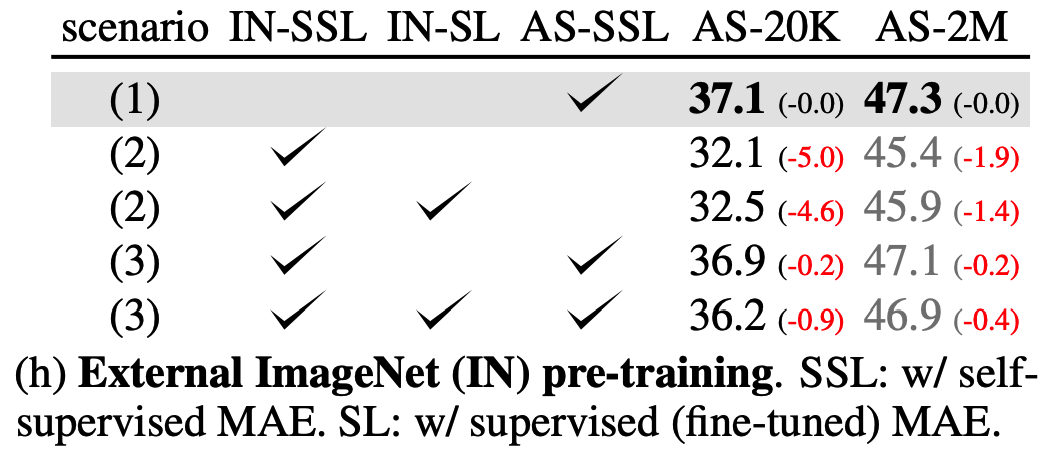 scenario IN-SSL IN-SL AS-SSL AS-20K AS-2M
(1) ✓ 37.1 (-0.0) 47.3 (-0.0)
(2) ✓ 32.1 (-5.0) 45.4 (-1.9)
(2) ✓ ✓ 32.5 (-4.6) 45.9 (-1.4)
(3) ✓ ✓ 36.9 (-0.2) 47.1 (-0.2)
(3) ✓ ✓ ✓ 36.2 (-0.9) 46.9 (-0.4)
(h) External ImageNet (IN) pre-training. SSL: w/ self-
supervised MAE. SL: w/ supervised (fine-tuned) MAE.